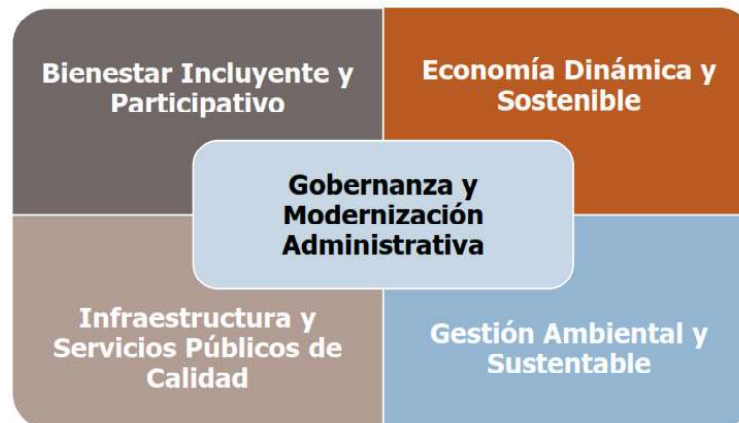 Bienestar Incluyente y
Participativo
Economía Dinámica y
Sostenible
Gobernanza y
Modernización
Administrativa
Infraestructura y
Servicios Públicos de
Calidad
Gestión Ambiental y
Sustentable